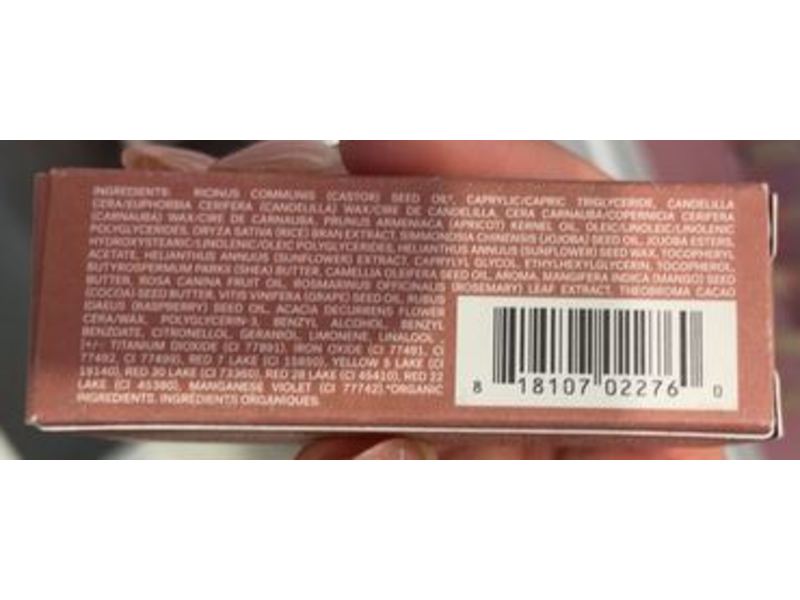 INGREDIENTS: RICINUS COMMUNIS (CASTOR) SEED OIL*, CAPRYLIC/CAPRIC TRIGLYCERIDE, CANDELILLA
CERA/EUPHORBIA CERIFERA (CANDELILLA) WAX/CIRE DE CANDELILLA, CERA CARNAUBA/COPERNICIA CERIFERA
(CARNAUBA) WAX/CIRE DE CARNAUBA, PRUNUS ARMENIACA (APRICOT) KERNEL OIL, OLEIC/LINOLEIC/LINOLENIC
POLYGLYCERIDES, ORYZA SATIVA (RICE) BRAN EXTRACT, SIMMONDSIA CHINENSIS (JOJOBA) SEED OIL, JOJOBA ESTERS,
HYDROXYSTEARIC/LINOLENIC/OLEIC POLYGLYCERIDES, HELIANTHUS ANNUUS (SUNFLOWER) SEED WAX, TOCOPHERYL
ACETATE, HELIANTHUS ANNUUS (SUNFLOWER) EXTRACT, CAPRYLYL GLYCOL, ETHYLHEXYLGLYCERIN, TOCOPHEROL,
BUTYROSPERMUM PARKII (SHEA) BUTTER, CAMELLIA OLEIFERA SEED OIL, AROMA, MANGIFERA INDICA (MANGO) SEED
BUTTER, ROSA CANINA FRUIT OIL, ROSMARINUS OFFICINALIS (ROSEMARY) LEAF EXTRACT, THEOBROMA CACAO
(COCOA) SEED BUTTER, VITIS VINIFERA (GRAPE) SEED OIL, RUBUS
IDAEUS (RASPBERRY) SEED OIL, ACACIA DECURRENS FLOWER
CERA/WAX, POLYGLYCERIN-3, BENZYL ALCOHOL, BENZYL
BENZOATE, CITRONELLOL, GERANIOL, LIMONENE, LINALOOL .
[+/- TITANIUM DIOXIDE (CI 77891), IRON OXIDE (CI 77491, CI
77492, CI 77499), RED 7 LAKE (CI 15850), YELLOW 5 LAKE (CI
19140), RED 30 LAKE (CI 73360), RED 28 LAKE (CI 45410), RED 22
LAKE (CI 45380), MANGANESE VIOLET (CI 77742).*ORGANIC
INGREDIENTS. INGRÉDIENTS ORGANIQUES.
8 18107 02276 0